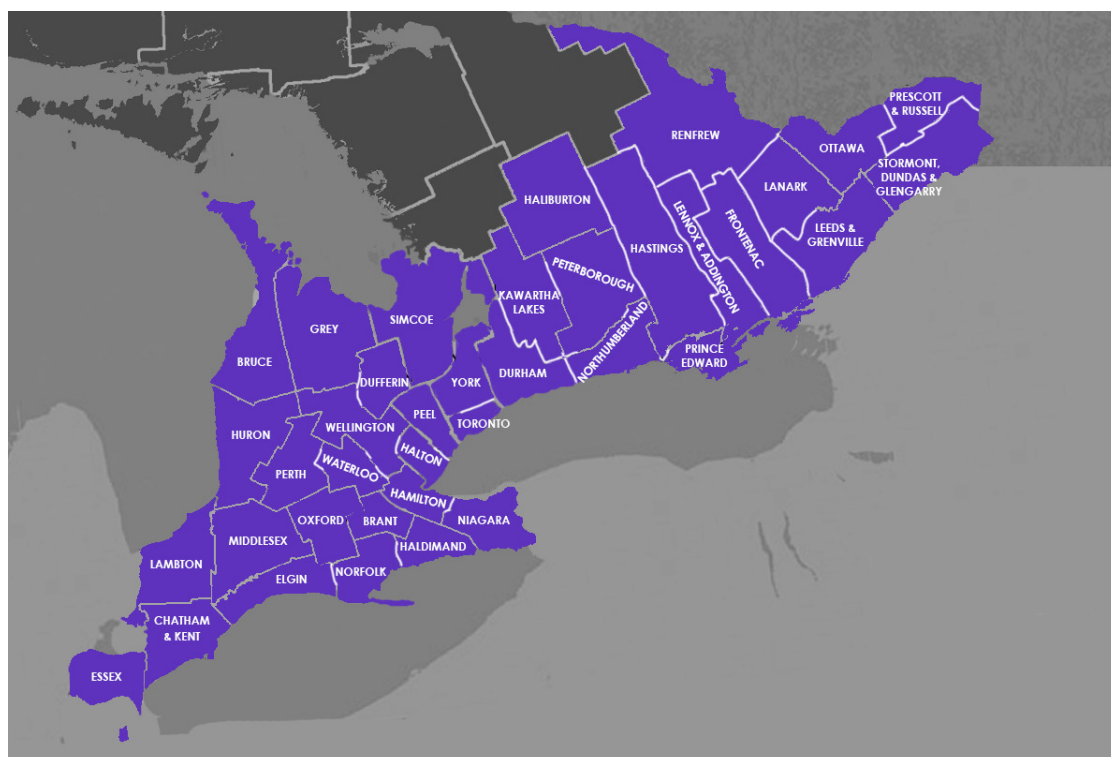 PRESCOTT
& RUSSELL
RENFREW
OTTAWA
STORMONT,
DUNDAS &
GLENGARRY
LANARK
HALIBURTON
LENNOX & ADDINGTON
FRONTENAC
LEEDS &
GRENVILLE
HASTINGS
PETERBOROUGH
KAWARTHA
LAKES
NORTHUMBERLAND
SIMCOE
GREY
PRINCE
EDWARD
BRUCE
DUFFERIN
YORK
DURHAM
PEEL
TORONTO
WELLINGTON
HURON
HALTON
WATERLOO
PERTH
HAMILTON
OXFORD
BRANT
NIAGARA
MIDDLESEX
HALDIMAND
LAMBTON
ELGIN
NORFOLK
CHATHAM
& KENT
ESSEX